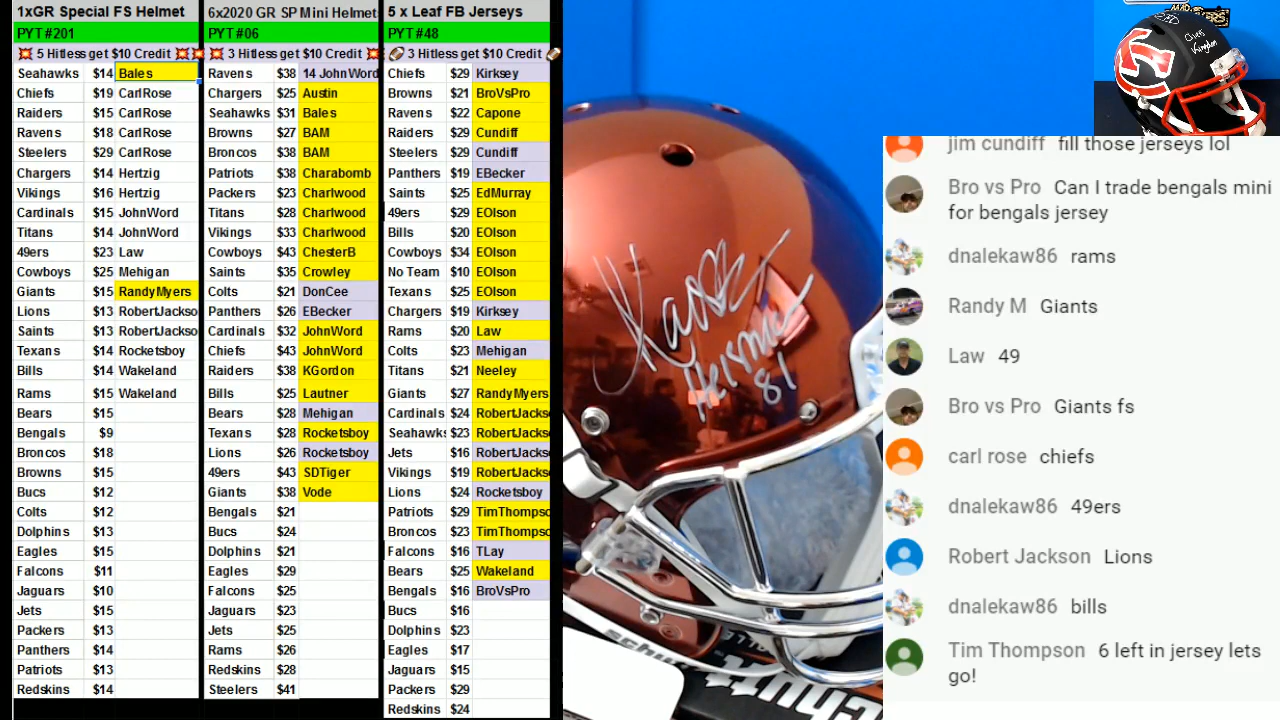 1xGR Special FS Helmet
PYT #201
💥 5 Hitless get $10 Credit 💥
Seahawks $14 Bales
Chiefs $19 CarlRose
Raiders $15 CarlRose
Ravens $18 CarlRose
Steelers $29 CarlRose
Chargers $14 Hertzig
Vikings $16 Hertzig
Cardinals $15 JohnWord
Titans $14 JohnWord
49ers $23 Law
Cowboys $25 Mehigan
Giants $15 RandyMyers
Lions $13 RobertJackso
Saints $13 RobertJackso
Texans $14 Rocketsboy
Bills $14 Wakeland
Rams $15 Wakeland
Bears $15
Bengals $9
Broncos $18
Browns $15
Bucs $12
Colts $12
Dolphins $13
Eagles $15
Falcons $11
Jaguars $10
Jets $15
Packers $13
Panthers $14
Patriots $13
Redskins $14
6x2020 GR SP Mini Helmets
PYT #06
💥 3 Hitless get $10 Credit 💥
Ravens $38 14 JohnWord
Chargers $25 Austin
Seahawks $31 Bales
Browns $27 BAM
Broncos $38 BAM
Patriots $38 Charabomb
Packers $23 Charlwood
Titans $28 Charlwood
Vikings $33 Charlwood
Cowboys $43 ChesterB
Saints $35 Crowley
Colts $21 DonCee
Panthers $26 EBecker
Cardinals $32 JohnWord
Chiefs $43 JohnWord
Raiders $38 KGordon
Bills $25 Lautner
Bears $28 Mehigan
Texans $28 Rocketsboy
Lions $26 Rocketsboy
49ers $43 SDTiger
Giants $38 Vode
Bengals $21
Bucs $24
Dolphins $21
Eagles $29
Falcons $25
Jaguars $23
Jets $25
Rams $26
Redskins $28
Steelers $41
5 x Leaf FB Jerseys
PYT #48
🏈 3 Hitless get $10 Credit 🏈
Chiefs $29 Kirksey
Browns $21 BroVsPro
Ravens $22 Capone
Raiders $29 Cundiff
Steelers $29 Cundiff
Panthers $19 EBecker
Saints $25 EdMurray
49ers $29 EOlson
Bills $20 EOlson
Cowboys $34 EOlson
No Team $10 EOlson
Texans $25 EOlson
Chargers $19 Kirksey
Rams $20 Law
Colts $23 Mehigan
Titans $21 Neeley
Giants $27 RandyMyers
Cardinals $24 RobertJacks
Seahawks $23 RobertJacks
Jets $16 RobertJacks
Vikings $19 RobertJacks
Lions $24 Rocketsboy
Patriots $29 TimThompso
Broncos $23 TimThompso
Falcons $16 TLay
Bears $25 Wakeland
Bengals $16 BroVsPro
Bucs $16
Dolphins $23
Eagles $17
Jaguars $15
Packers $29
Redskins $24
Heisman
81
schutt
Chiefs
Kingdom
jim cundiff fill those jerseys lol
Bro vs Pro Can I trade bengals mini
for bengals jersey
dnalekaw86 rams
Randy M Giants
Law 49
Bro vs Pro Giants fs
carl rose chiefs
dnalekaw86 49ers
Robert Jackson Lions
dnalekaw86 bills
Tim Thompson 6 left in jersey lets
go!